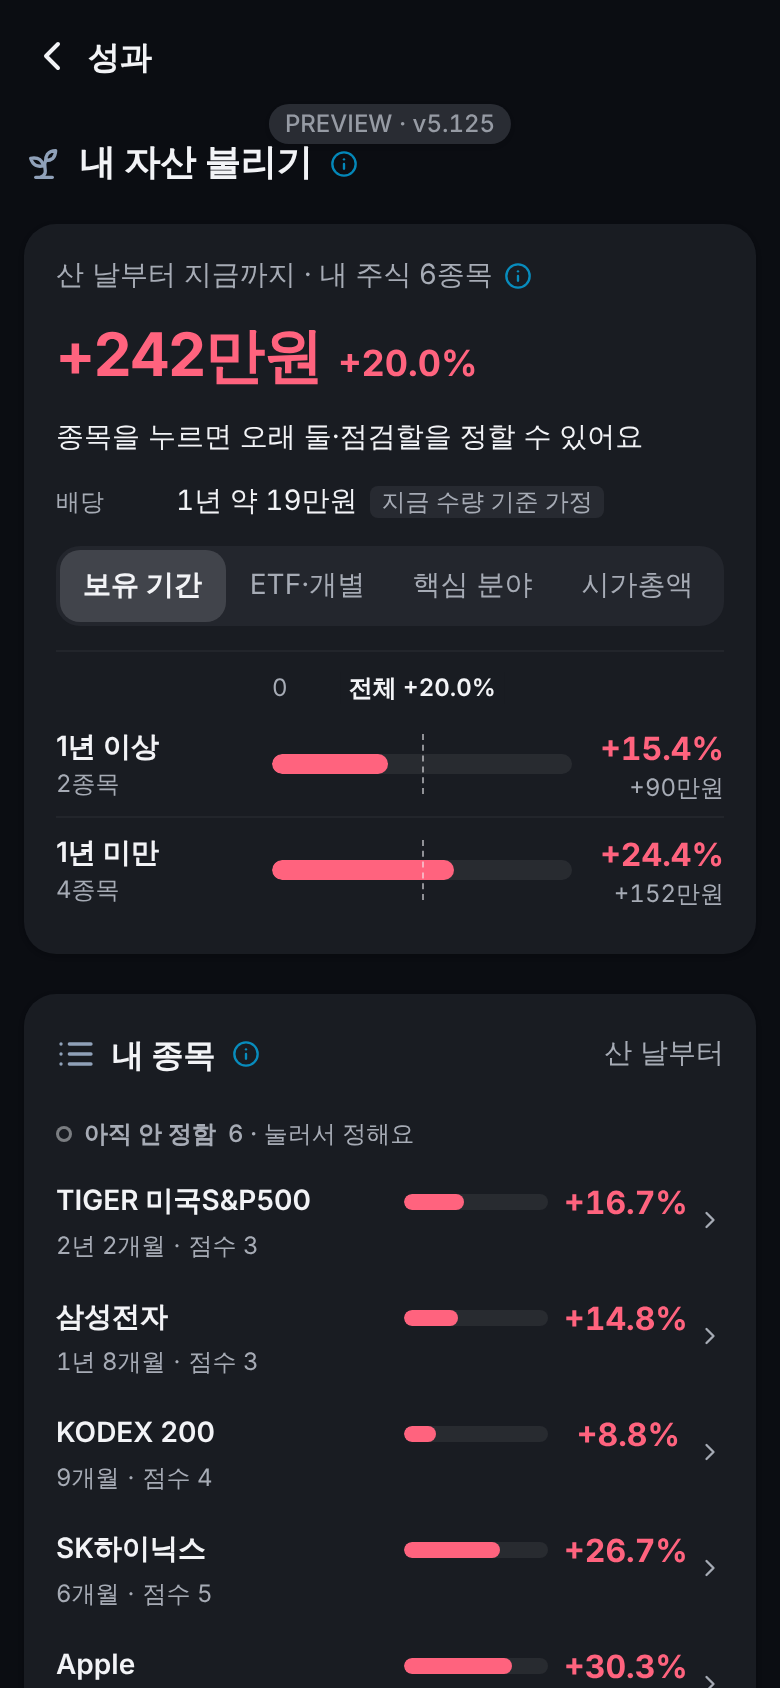 성과
PREVIEW · v5.125
내 자산 불리기
산 날부터 지금까지 · 내 주식 6종목
+242만원 +20.0%
종목을 누르면 오래 둘·점검할을 정할 수 있어요
배당 1년 약 19만원 지금 수량 기준 가정
보유 기간 ETF·개별 핵심 분야 시가총액
0 전체 +20.0%
1년 이상 +15.4%
2종목 +90만원
1년 미만 +24.4%
4종목 +152만원
내 종목 산 날부터
아직 안 정함 6 · 눌러서 정해요
TIGER 미국S&P500 +16.7%
2년 2개월 · 점수 3
삼성전자 +14.8%
1년 8개월 · 점수 3
KODEX 200 +8.8%
9개월 · 점수 4
SK하이닉스 +26.7%
6개월 · 점수 5
Apple +30.3%